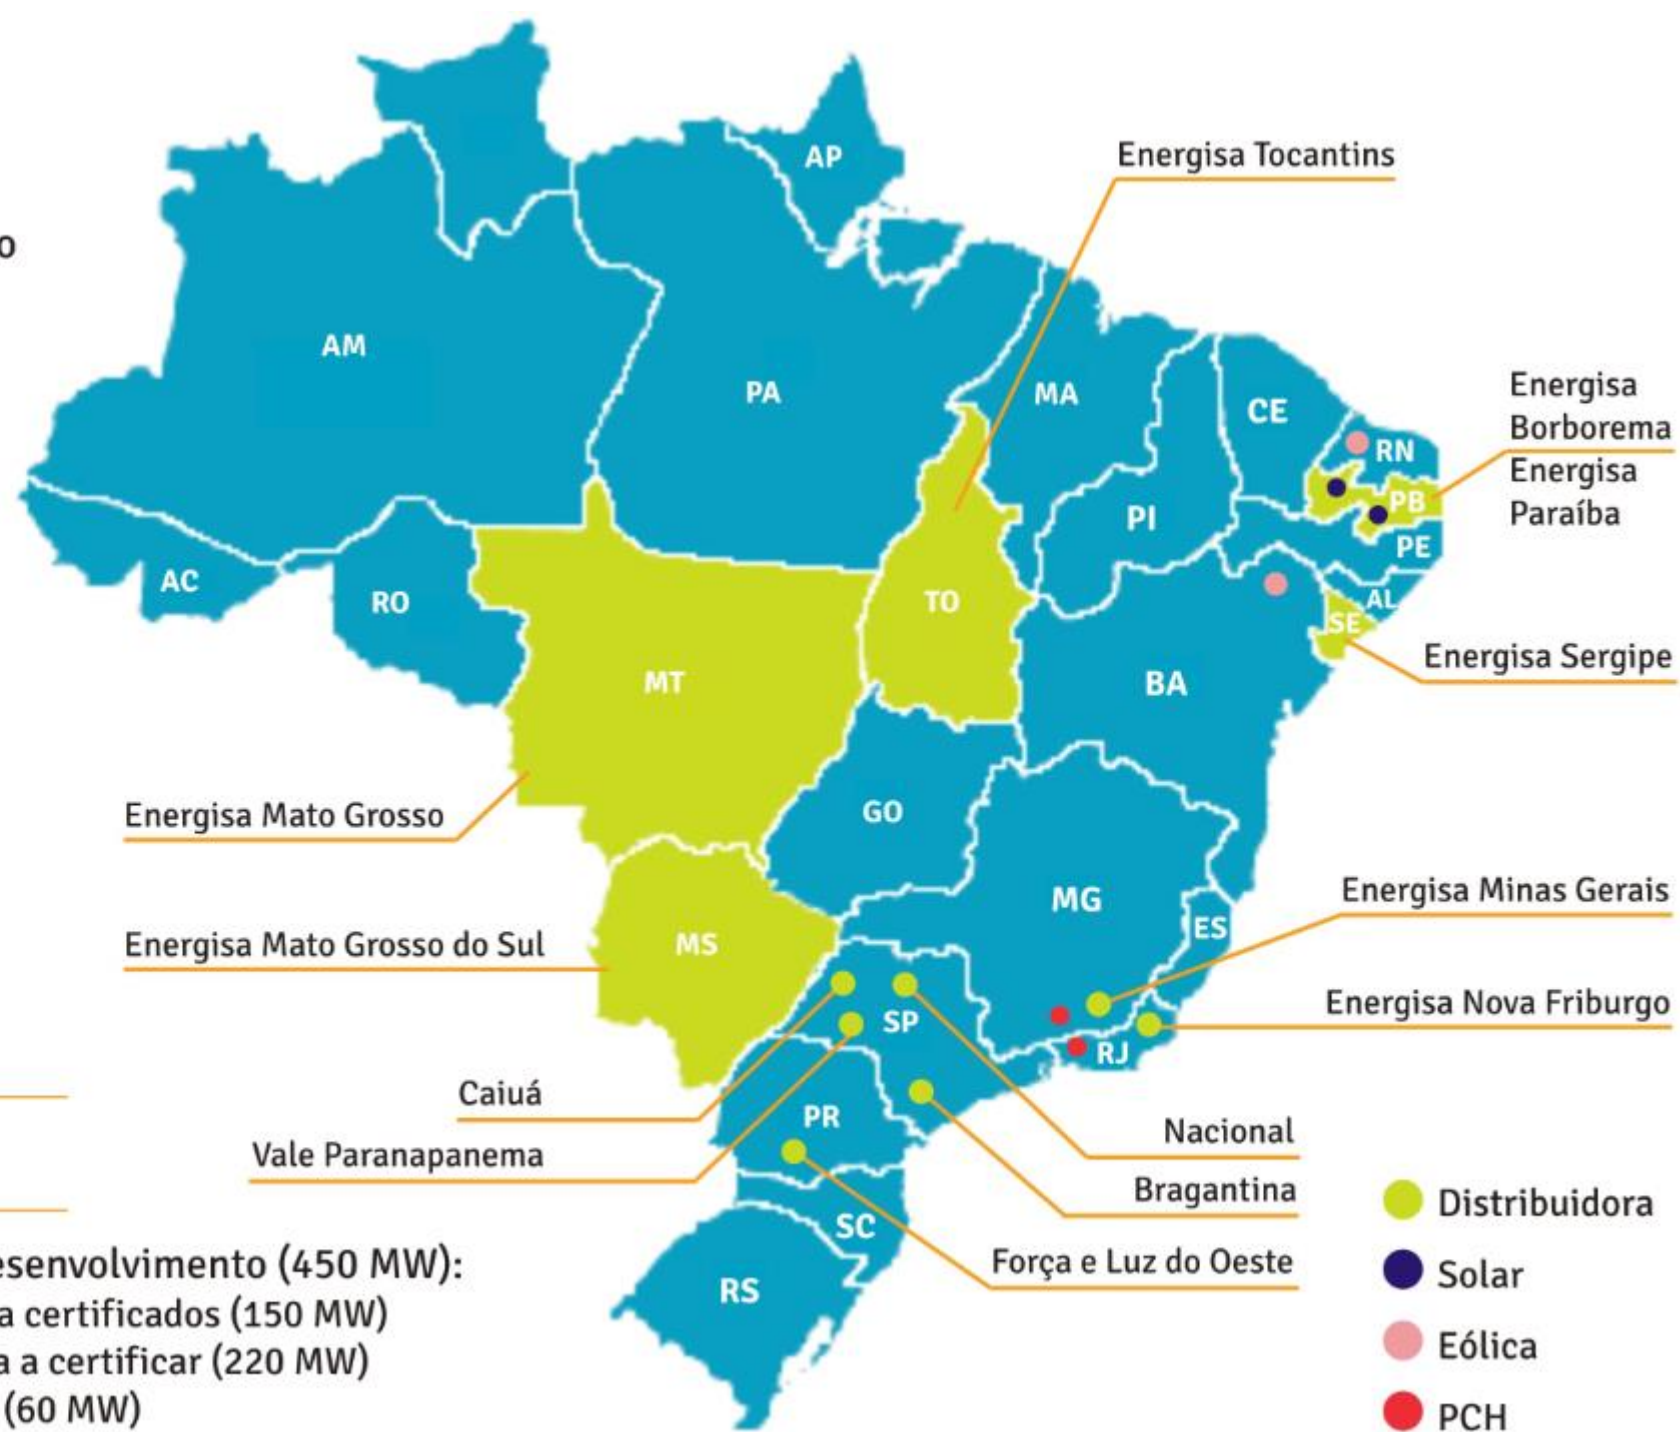 AP
Energisa Tocantins
o
AM
PA
MA
CE
RN
Energisa
Borborema
Energisa
Paraíba
PB
PI
PE
AC
RO
TO
AL
SE
MT
BA
Energisa Sergipe
Energisa Mato Grosso
GO
MG
ES
Energisa Minas Gerais
Energisa Mato Grosso do Sul
MS
SP
Energisa Nova Friburgo
RJ
Caiuá
PR
Nacional
Vale Paranapanema
Bragantina
Distribuidora
SC
Força e Luz do Oeste
esenvolvimento (450 MW):
Solar
RS
a certificados (150 MW)
Eólica
a a certificar (220 MW)
(60 MW)
PCH